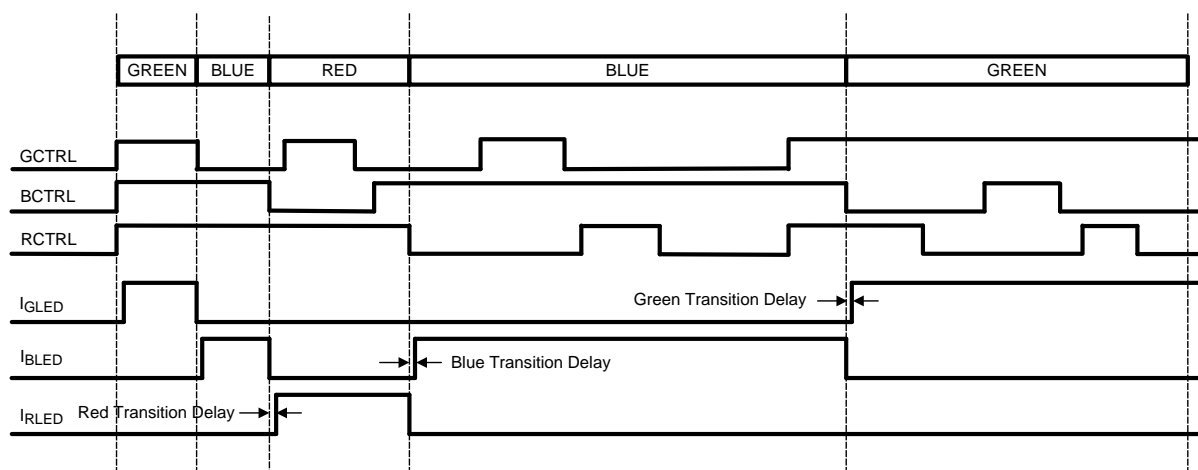 GREEN BLUE RED BLUE GREEN
GCTRL
BCTRL
RCTRL
IGLED
Green Transition Delay
IBLED
Blue Transition Delay
IRLED
Red Transition Delay